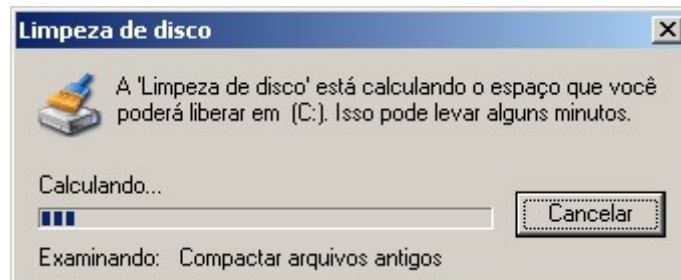 Limpeza de disco
A 'Limpeza de disco' está calculando o espaço que você
poderá liberar em (C:). Isso pode levar alguns minutos.
Calculando...
Cancelar
Examinando: Compactar arquivos antigos